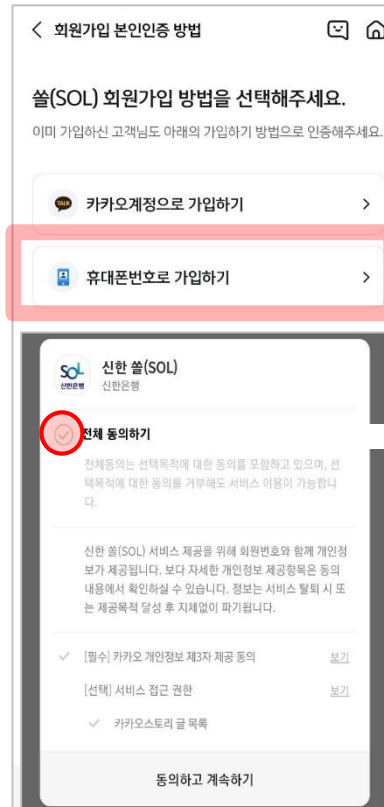 회원가입 본인인증 방법
쏠(SOL) 회원가입 방법을 선택해주세요.
이미 가입하신 고객님도 아래의 가입하기 방법으로 인증해주세요.
TALK 카카오계정으로 가입하기
휴대폰번호로 가입하기
SOL 신한 쏠(SOL)
신한은행 신한은행
전체 동의하기
전체동의는 선택목적에 대한 동의를 포함하고 있으며, 선
택목적에 대한 동의를 거부해도 서비스 이용이 가능합니
다.
신한 쏠(SOL) 서비스 제공을 위해 회원번호와 함께 개인정
보가 제공됩니다. 보다 자세한 개인정보 제공항목은 동의
내용에서 확인하실 수 있습니다. 정보는 서비스 탈퇴 시 또
는 제공목적 달성 후 지체없이 파기됩니다.
[필수] 카카오 개인정보 제3자 제공 동의 보기
[선택] 서비스 접근 권한 보기
카카오스토리 글 목록
동의하고 계속하기